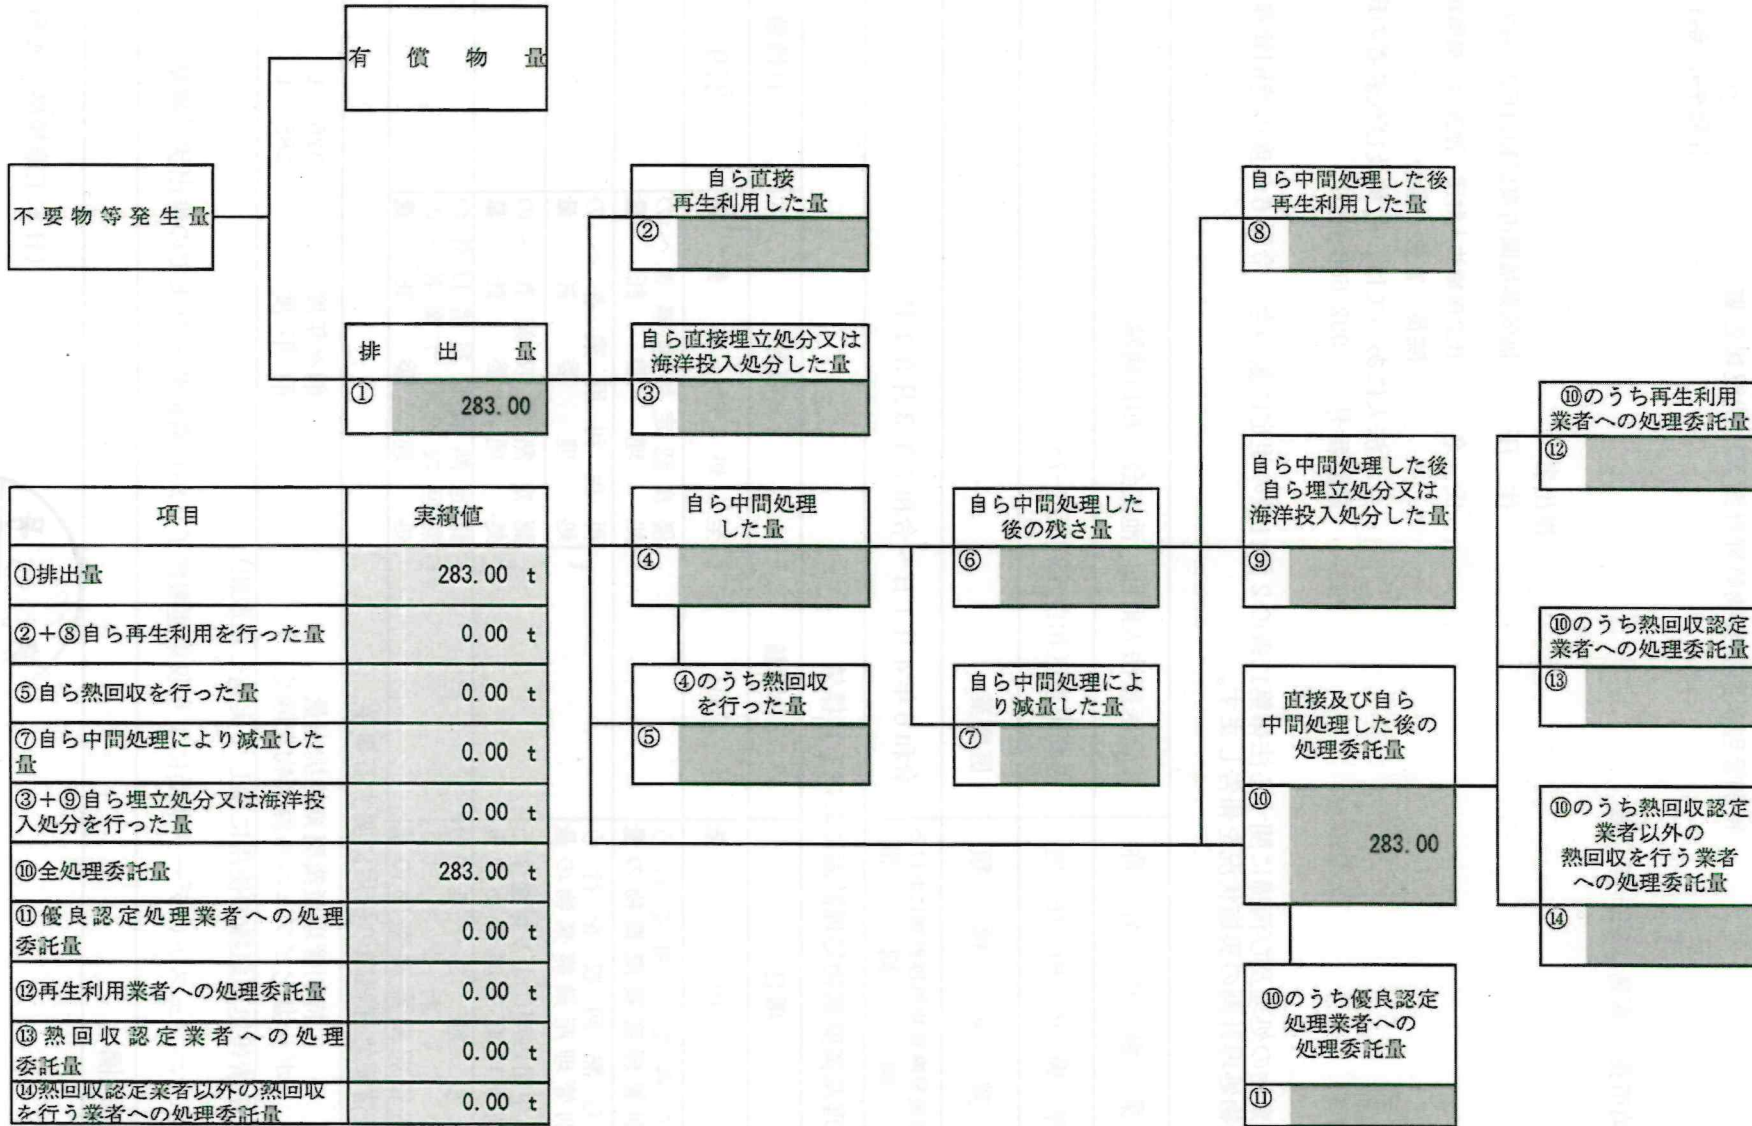 有償物量
不要物等発生量
排出量
① 283.00
自ら直接
再生利用した量
②
自ら直接埋立処分又は
海洋投入処分した量
③
自ら中間処理
した量
④
④のうち熱回収
を行った量
⑤
自ら中間処理した
後の残さ量
⑥
自ら中間処理によ
り減量した量
⑦
自ら中間処理した後
再生利用した量
⑧
自ら中間処理した後
自ら埋立処分又は
海洋投入処分した量
⑨
直接及び自ら
中間処理した後の
処理委託量
⑩ 283.00
⑩のうち優良認定
処理業者への
処理委託量
⑪
⑩のうち再生利用
業者への処理委託量
⑫
⑩のうち熱回収認定
業者への処理委託量
⑬
⑩のうち熱回収認定
業者以外の
熱回収を行う業者
への処理委託量
⑭
項目 実績値
①排出量 283.00 t
②+⑧自ら再生利用を行った量 0.00 t
⑤自ら熱回収を行った量 0.00 t
⑦自ら中間処理により減量した
量 0.00 t
③+⑨自ら埋立処分又は海洋投
入処分を行った量 0.00 t
⑩全処理委託量 283.00 t
⑪優良認定処理業者への処理
委託量 0.00 t
⑫再生利用業者への処理委託量 0.00 t
⑬熱回収認定業者への処理
委託量 0.00 t
⑭熱回収認定業者以外の熱回収
を行う業者への処理委託量 0.00 t